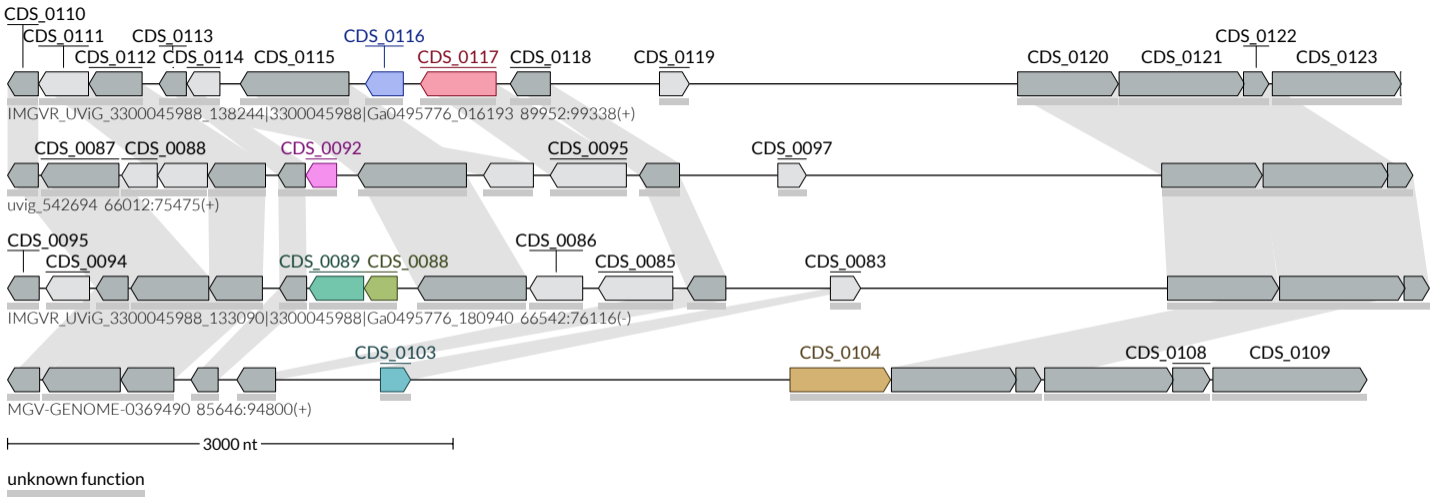 CDS_0110
CDS_0111 CDS_0113 CDS_0116 CDS_0122
CDS_0112 CDS_0114 CDS_0115 CDS_0117 CDS_0118 CDS_0119 CDS_0120 CDS_0121 CDS_0123
IMGVR_UViG_3300045988_138244|3300045988|Ga0495776_016193 89952:99338(+)
CDS_0087 CDS_0088 CDS_0092 CDS_0095 CDS_0097
uvig_542694 66012:75475(+)
CDS_0095 CDS_0086
CDS_0094 CDS_0089 CDS_0088 CDS_0085 CDS_0083
IMGVR_UViG_3300045988_133090|3300045988|Ga0495776_180940 66542:76116(-)
CDS_0103 CDS_0104 CDS_0108 CDS_0109
MGV-GENOME-0369490 85646:94800(+)
3000 nt
unknown function